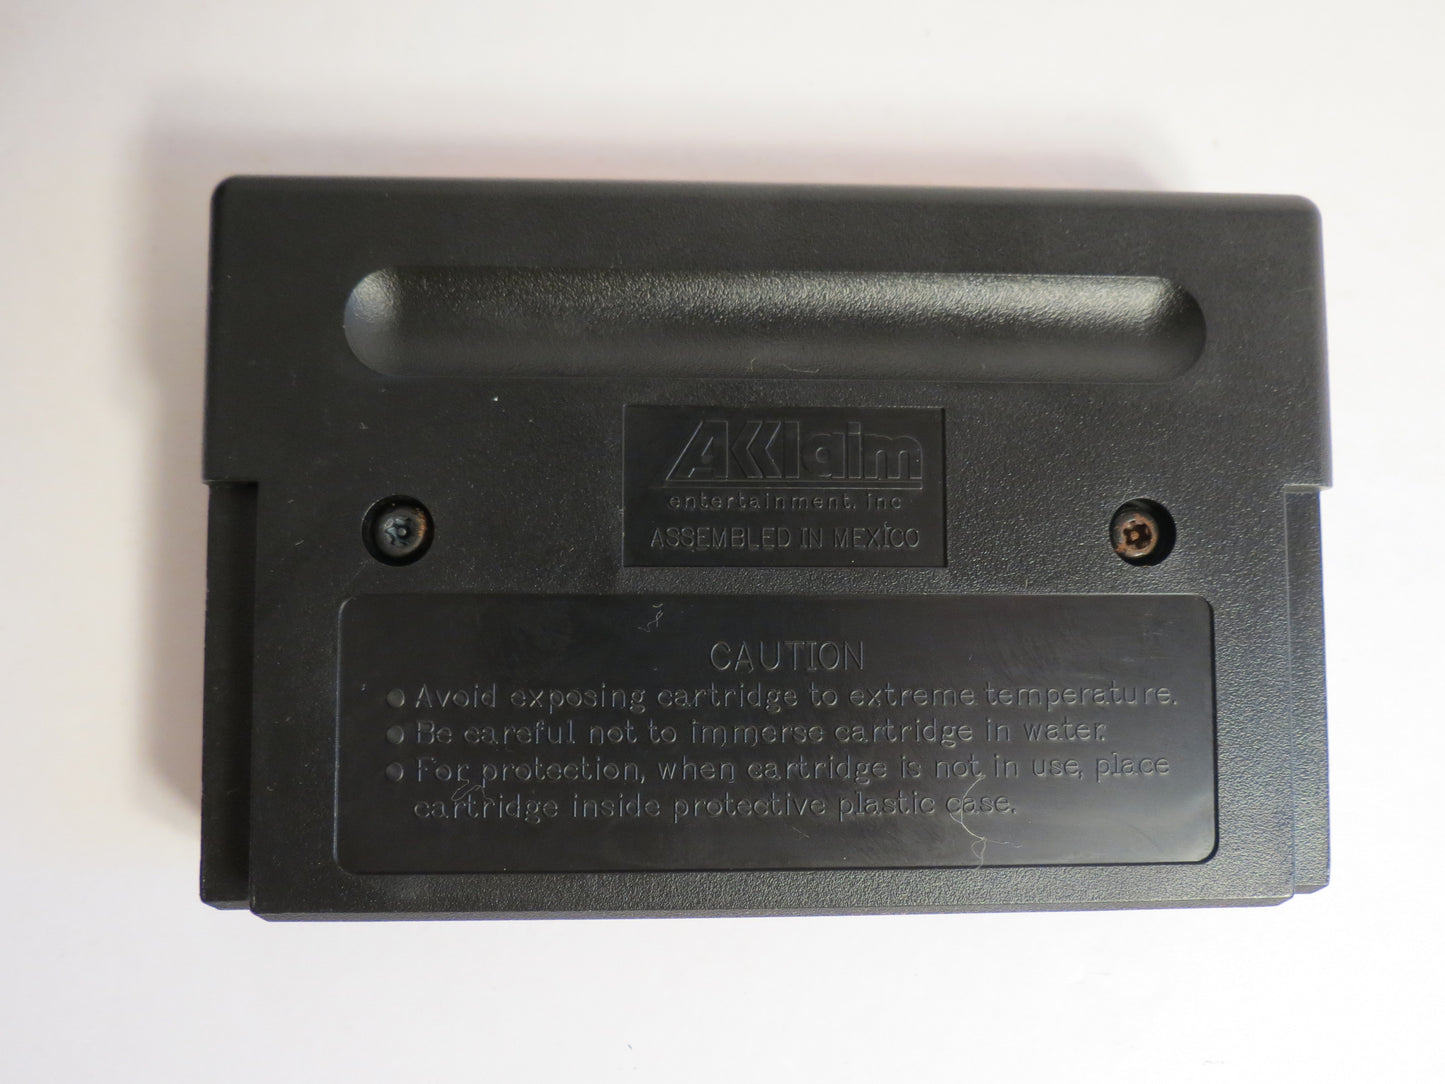 Akklaim
entertainment, inc
ASSEMBLED IN MEXICO
CAUTION
● Avoid exposing cartridge to extreme temperature.
● Be careful not to immerse cartridge in water.
● For protection, when cartridge is not in use, place
cartridge inside protective plastic case.